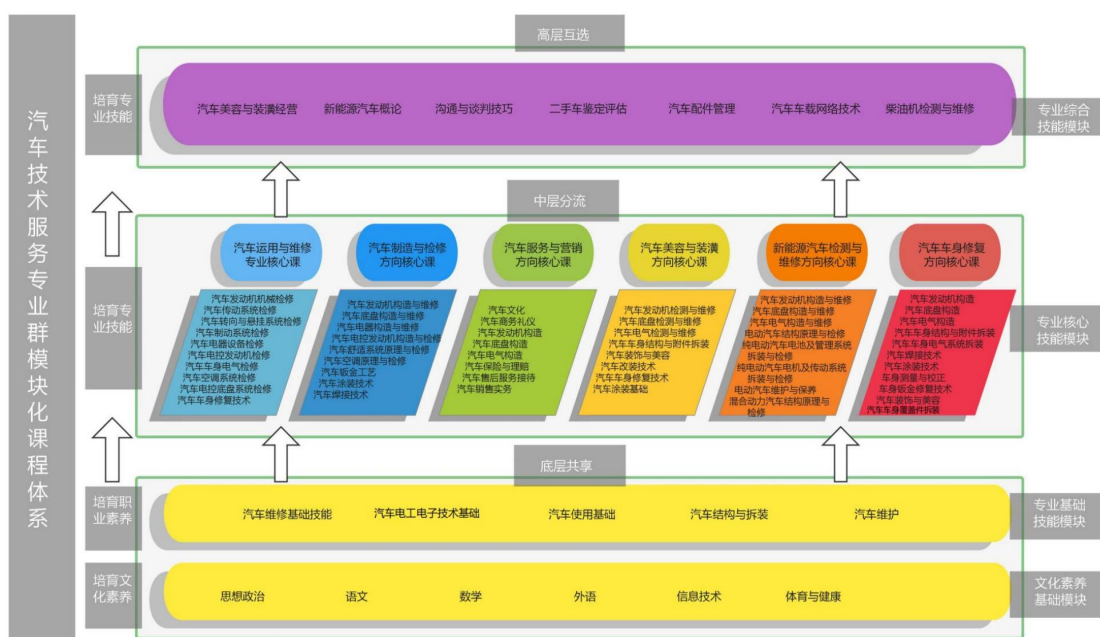 汽车技术服务专业群模块化课程体系
高层互选
培育专
业技能
汽车美容与装潢经营 新能源汽车概论 沟通与谈判技巧 二手车鉴定评估 汽车配件管理 汽车车载网络技术 柴油机检测与维修
专业综合
技能模块
中层分流
培育专
业技能
汽车运用与维修
专业核心课
汽车发动机机械检修
汽车传动系统检修
汽车转向与悬挂系统检修
汽车制动系统检修
汽车电器设备检修
汽车电控发动机检修
汽车车身电气检修
汽车空调系统检修
汽车电控底盘系统检修
汽车车身修复技术
汽车制造与检修
方向核心课
汽车发动机构造与维修
汽车底盘构造与维修
汽车电器构造与维修
汽车电控发动机构造与检修
汽车舒适系统原理与检修
汽车空调原理与检修
汽车钣金工艺
汽车涂装技术
汽车焊接技术
汽车服务与营销
方向核心课
汽车文化
汽车商务礼仪
汽车发动机构造
汽车底盘构造
汽车电气构造
汽车保险与理赔
汽车售后服务接待
汽车销售实务
汽车美容与装潢
方向核心课
汽车发动机检测与维修
汽车底盘检测与维修
汽车电气检测与维修
汽车车身结构与附件拆装
汽车装饰与美容
汽车改装技术
汽车车身修复技术
汽车涂装基础
新能源汽车检测与
维修方向核心课
汽车发动机构造与维修
汽车底盘构造与维修
汽车电气构造与维修
电动汽车结构原理与检修
纯电动汽车电池及管理系统
拆装与检修
纯电动汽车电机及传动系统
拆装与检修
电动汽车维护与保养
混合动力汽车结构原理与
检修
汽车车身修复
方向核心课
汽车发动机构造
汽车底盘构造
汽车电气构造
汽车车身结构与附件拆装
汽车车身电气系统拆装
汽车焊接技术
汽车涂装技术
车身测量与校正
车身钣金修复技术
汽车装饰与美容
汽车车身覆盖件拆装
专业核心
技能模块
底层共享
培育职
业素养
汽车维修基础技能 汽车电工电子技术基础 汽车使用基础 汽车结构与拆装 汽车维护
专业基础
技能模块
培育文
化素养
思想政治 语文 数学 外语 信息技术 体育与健康
文化素养
基础模块